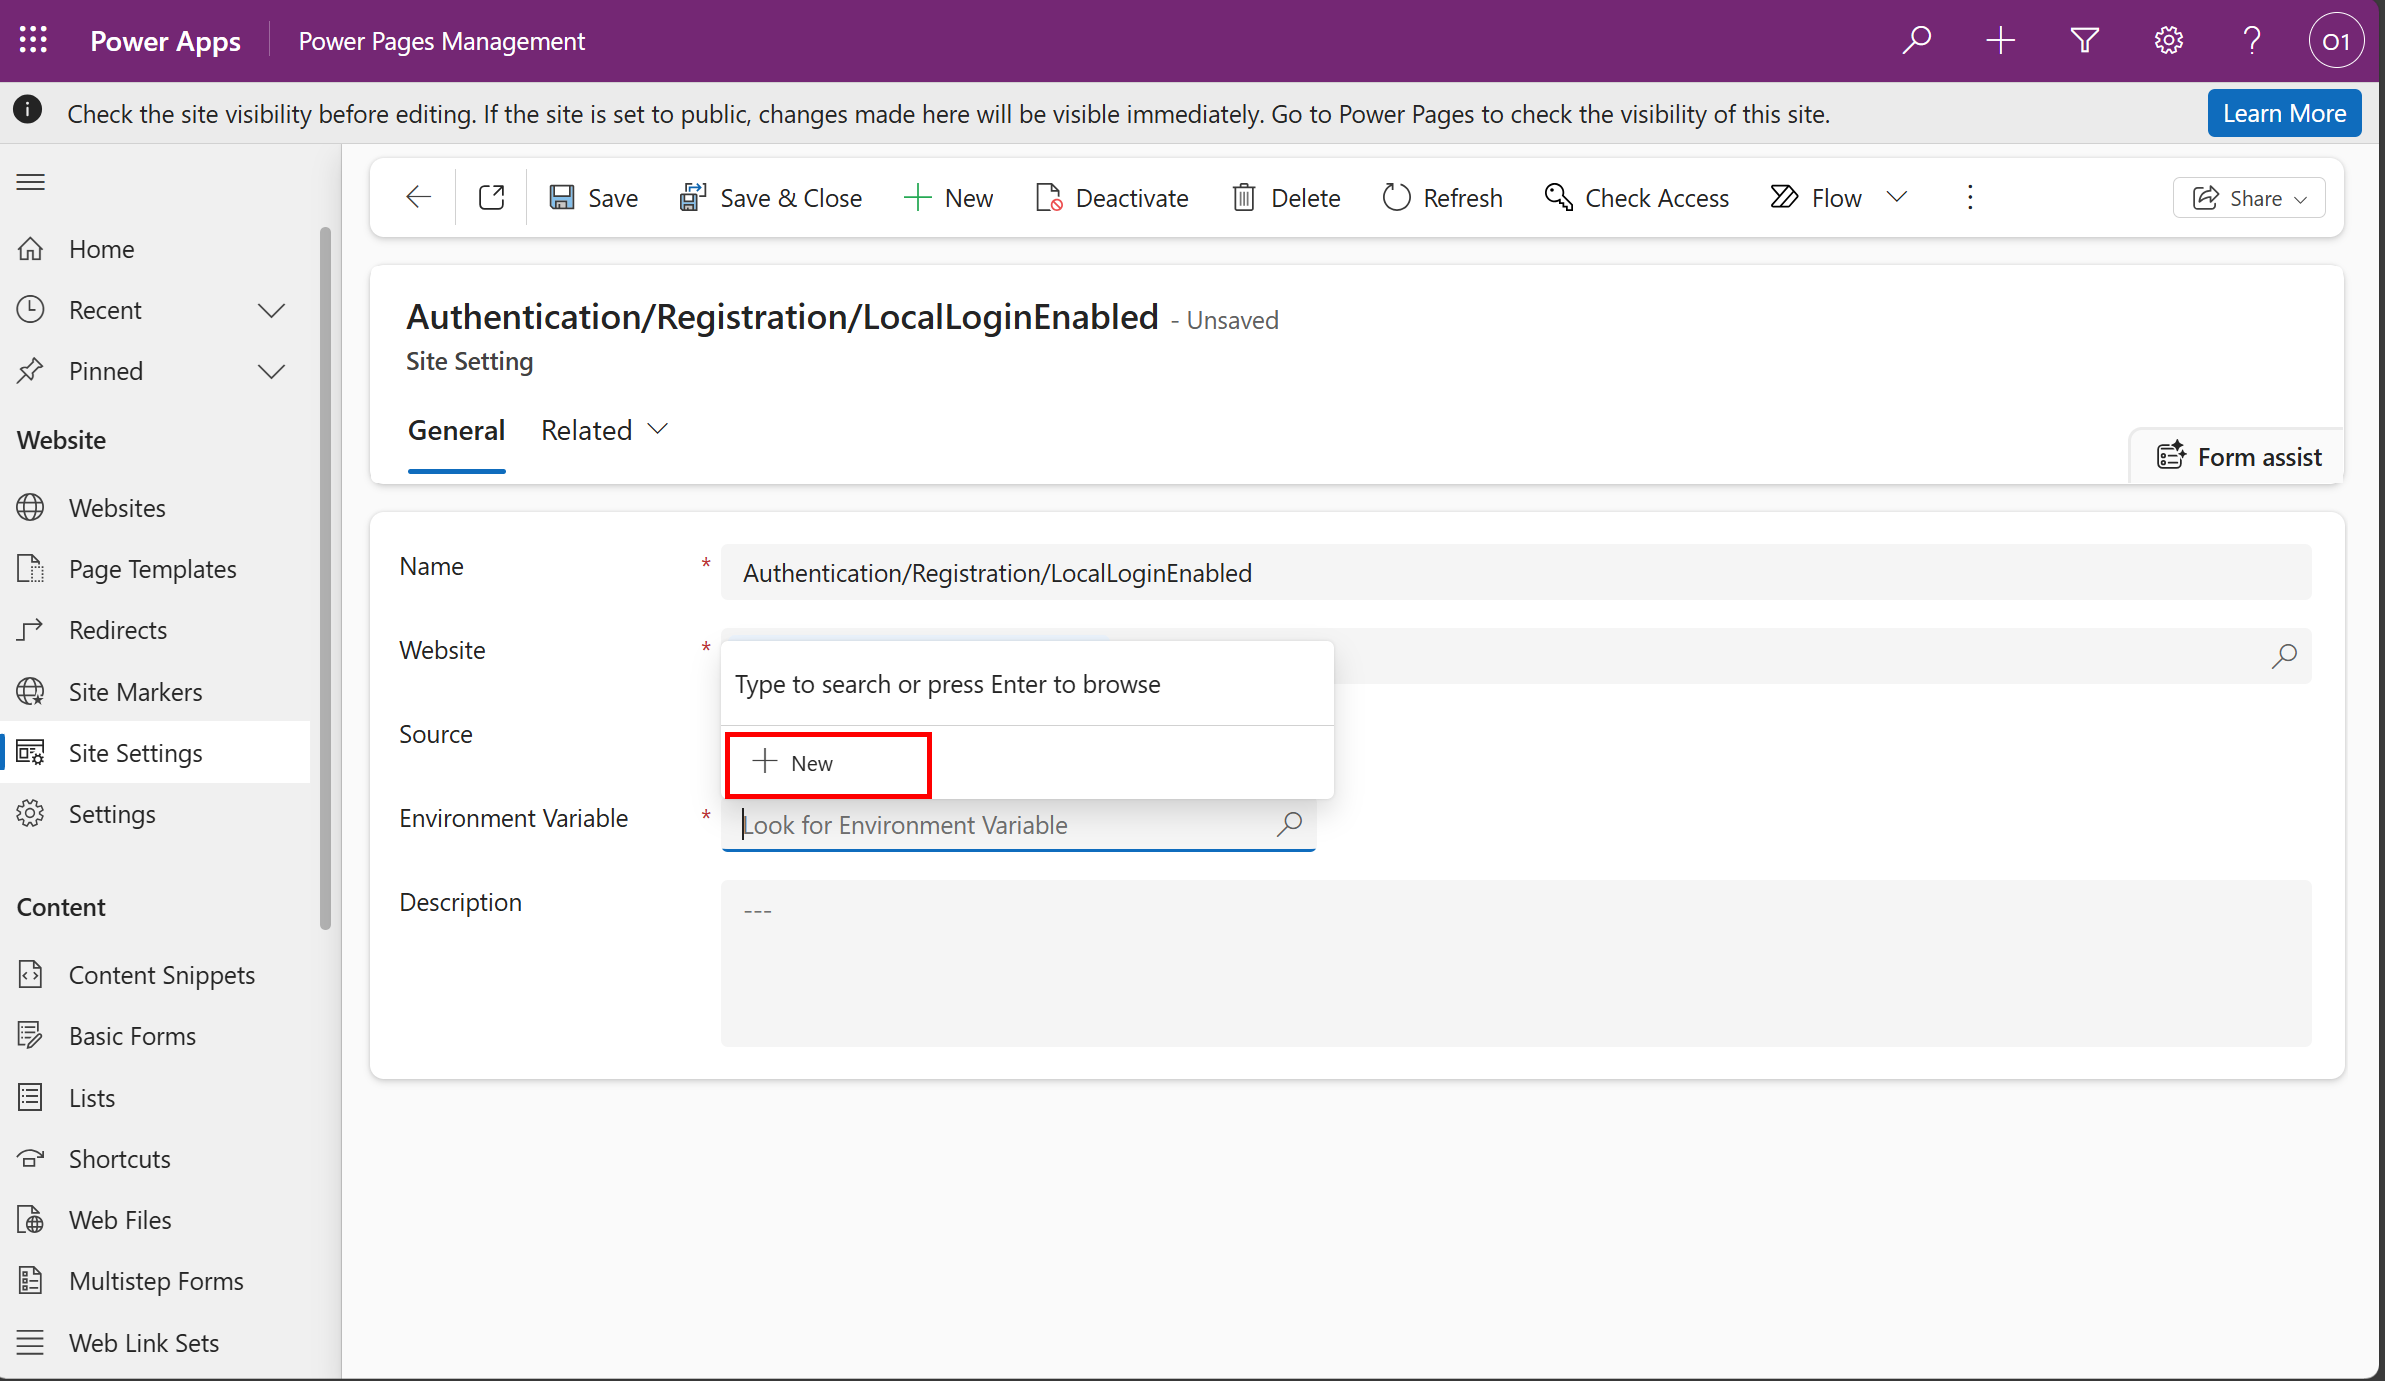 Power Apps
Power Pages Management
O1
Check the site visibility before editing. If the site is set to public, changes made here will be visible immediately. Go to Power Pages to check the visibility of this site.
Learn More
Save
Save & Close
New
Deactivate
Delete
Refresh
Check Access
Flow
Share
Home
Recent
Pinned
Website
Websites
Page Templates
Redirects
Site Markers
Site Settings
Settings
Content
Content Snippets
Basic Forms
Lists
Shortcuts
Web Files
Multistep Forms
Web Link Sets
Authentication/Registration/LocalLoginEnabled - Unsaved
Site Setting
General
Related
Form assist
Name *
Authentication/Registration/LocalLoginEnabled
Website *
Type to search or press Enter to browse
Source
New
Environment Variable *
Look for Environment Variable
Description
---